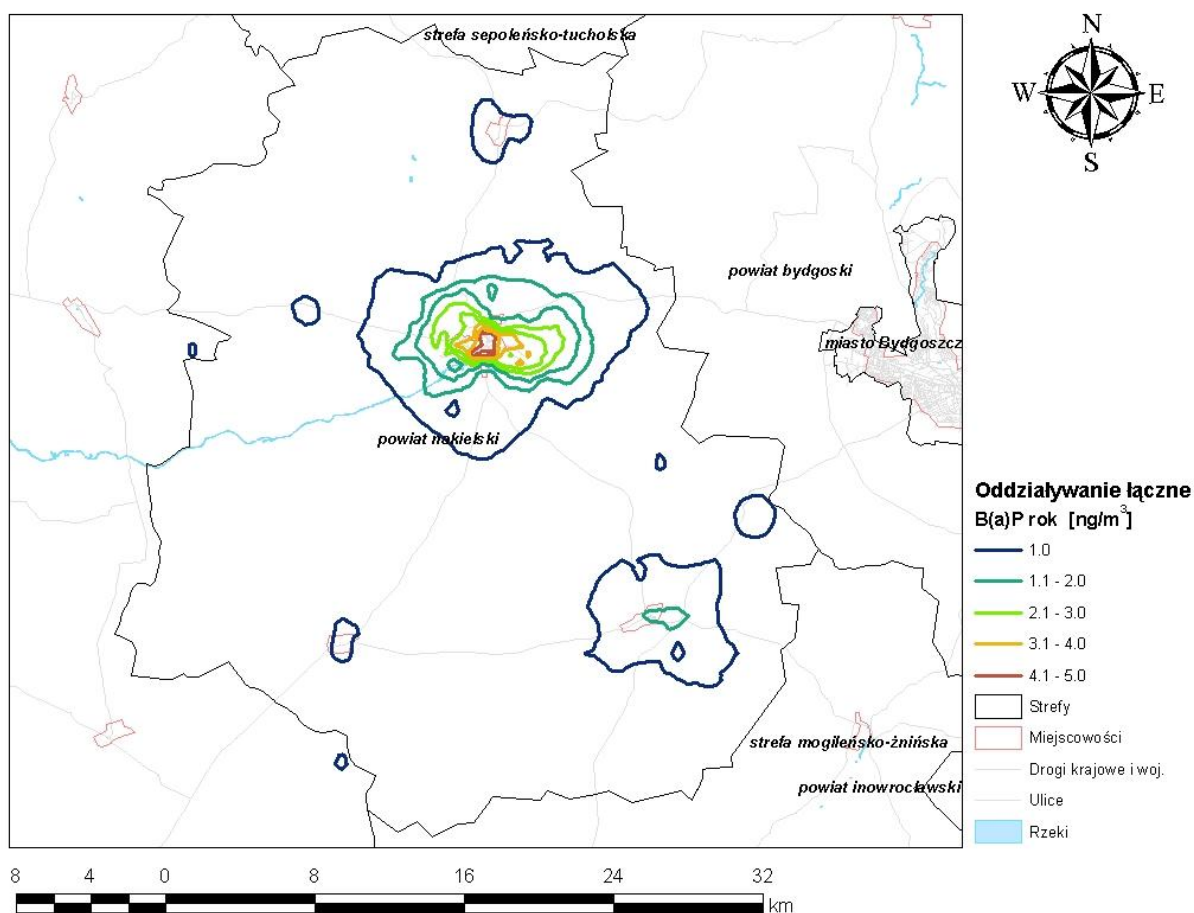 strefa sępoleńsko-tucholska
N
W
E
S
powiat bydgoski
miasto Bydgoszcz
powiat nakielski
Oddziaływanie łączne
B(a)P rok [ng/m³]
1.0
1.1 - 2.0
2.1 - 3.0
3.1 - 4.0
4.1 - 5.0
Strefy
Miejscowości
Drogi krajowe i woj.
Ulice
Rzeki
strefa mogileńsko-żnińska
powiat inowrocławski
8 4 0 8 16 24 32
km